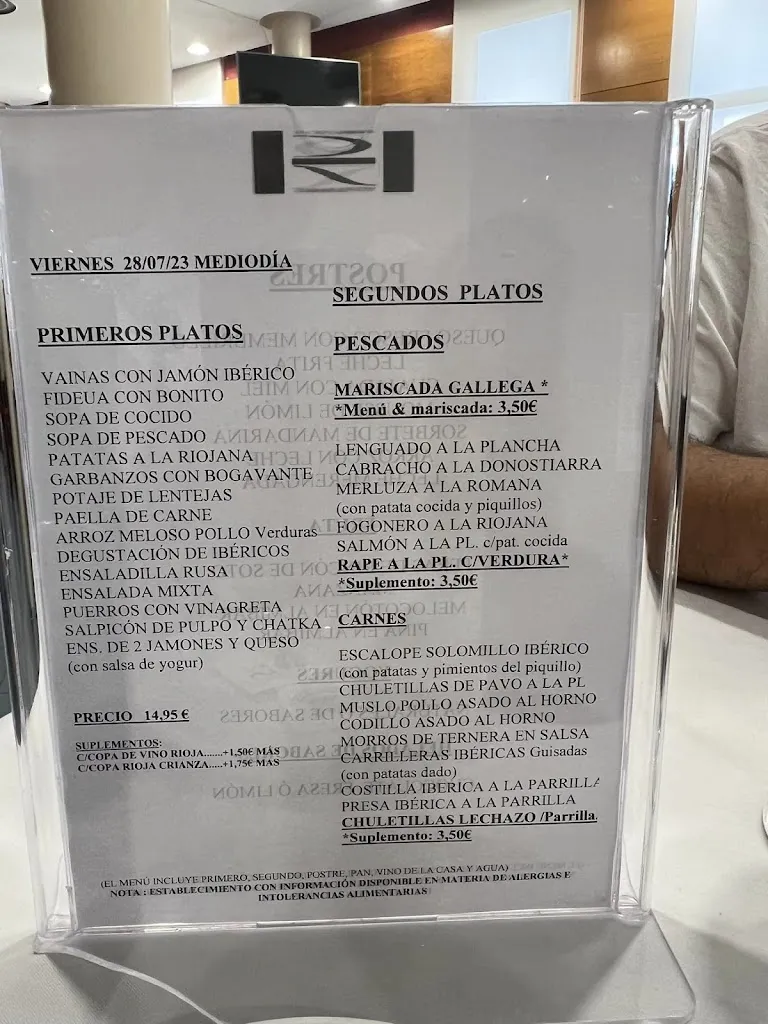 VIERNES 28/07/23 MEDIODÍA
PRIMEROS PLATOS
VAINAS CON JAMÓN IBÉRICO
FIDEUA CON BONITO
SOPA DE COCIDO
SOPA DE PESCADO
PATATAS A LA RIOJANA
GARBANZOS CON BOGAVANTE
POTAJE DE LENTEJAS
PAELLA DE CARNE
ARROZ MELOSO POLLO Verduras
DEGUSTACIÓN DE IBÉRICOS
ENSALADILLA RUSA
ENSALADA MIXTA
PUERROS CON VINAGRETA
SALPICÓN DE PULPO Y CHATKA
ENS. DE 2 JAMONES Y QUESO
(con salsa de yogur)
PRECIO 14,95 €
SUPLEMENTOS:
C/COPA DE VINO RIOJA.......+1,50€ MÁS
C/COPA RIOJA CRIANZA.....+1,75€ MÁS
SEGUNDOS PLATOS
PESCADOS
MARISCADA GALLEGA *
*Menú & mariscada: 3,50€
LENGUADO A LA PLANCHA
CABRACHO A LA DONOSTIARRA
MERLUZA A LA ROMANA
(con patata cocida y piquillos)
FOGONERO A LA RIOJANA
SALMÓN A LA PL. c/pat. cocida
RAPE A LA PL. C/VERDURA*
*Suplemento: 3,50€
CARNES
ESCALOPE SOLOMILLO IBÉRICO
(con patatas y pimientos del piquillo)
CHULETILLAS DE PAVO A LA PL
MUSLO POLLO ASADO AL HORNO
CODILLO ASADO AL HORNO
MORROS DE TERNERA EN SALSA
CARRILLERAS IBÉRICAS Guisadas
(con patatas dado)
COSTILLA IBERICA A LA PARRILLA
PRESA IBÉRICA A LA PARRILLA
CHULETILLAS LECHAZO /Parrilla.
*Suplemento: 3,50€
(EL MENÚ INCLUYE PRIMERO, SEGUNDO, POSTRE, PAN, VINO DE LA CASA Y AGUA)
NOTA : ESTABLECIMIENTO CON INFORMACIÓN DISPONIBLE EN MATERIA DE ALERGIAS E
INTOLERANCIAS ALIMENTARIAS